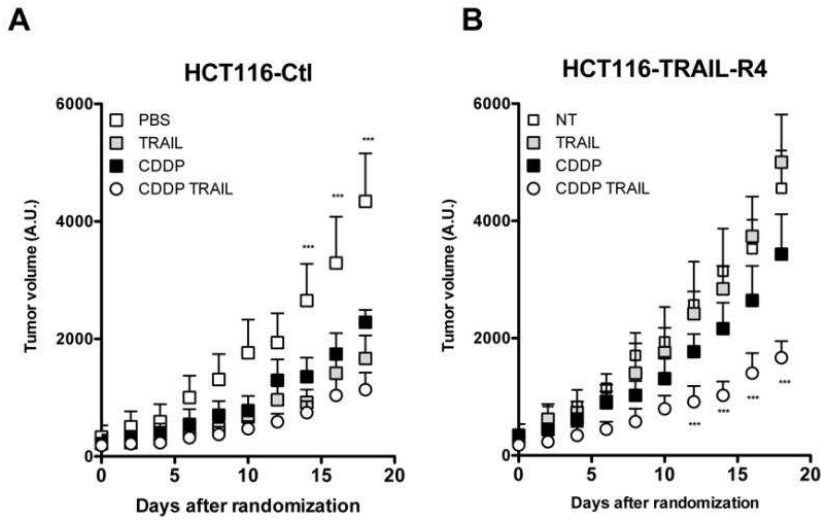 A
HCT116-Ctl
6000
4000
2000
0
Tumor volume (A.U.)
PBS
TRAIL
CDDP
CDDP TRAIL
***
***
***
0
5
10
15
20
Days after randomization
B
HCT116-TRAIL-R4
6000
4000
2000
0
Tumor volume (A.U.)
NT
TRAIL
CDDP
CDDP TRAIL
***
***
***
***
0
5
10
15
20
Days after randomization